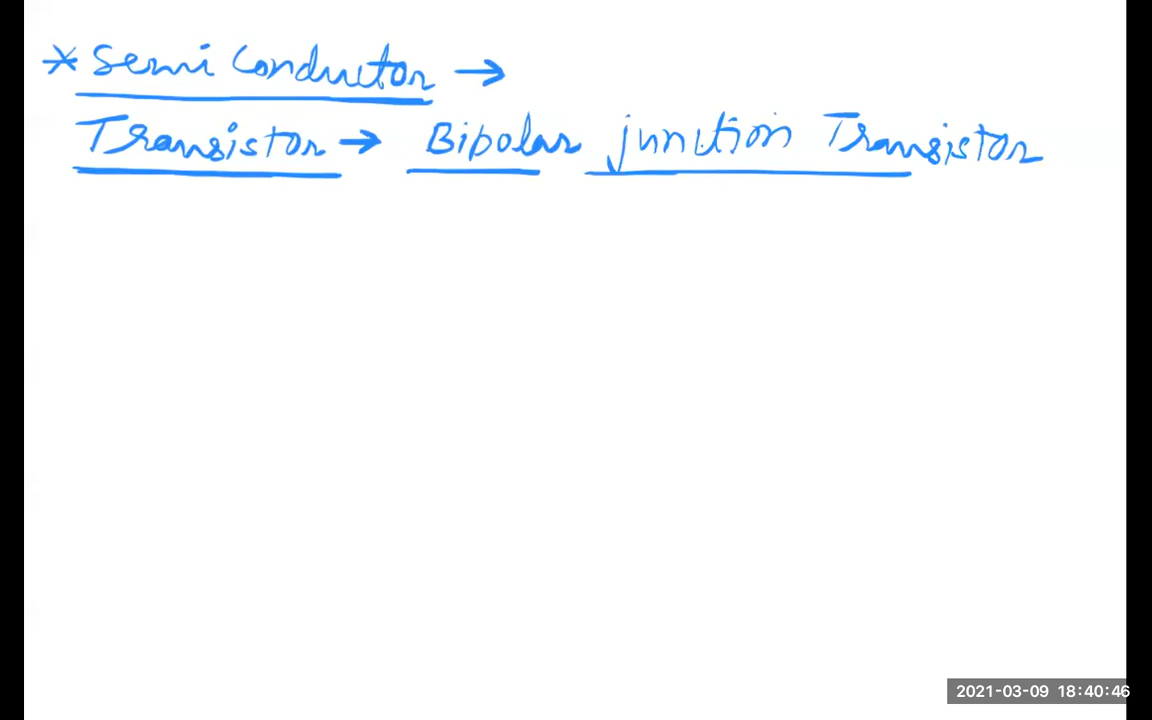 * Semi Conductor →
Transistor → Bipolar junction Transistor
2021-03-09 18:40:46